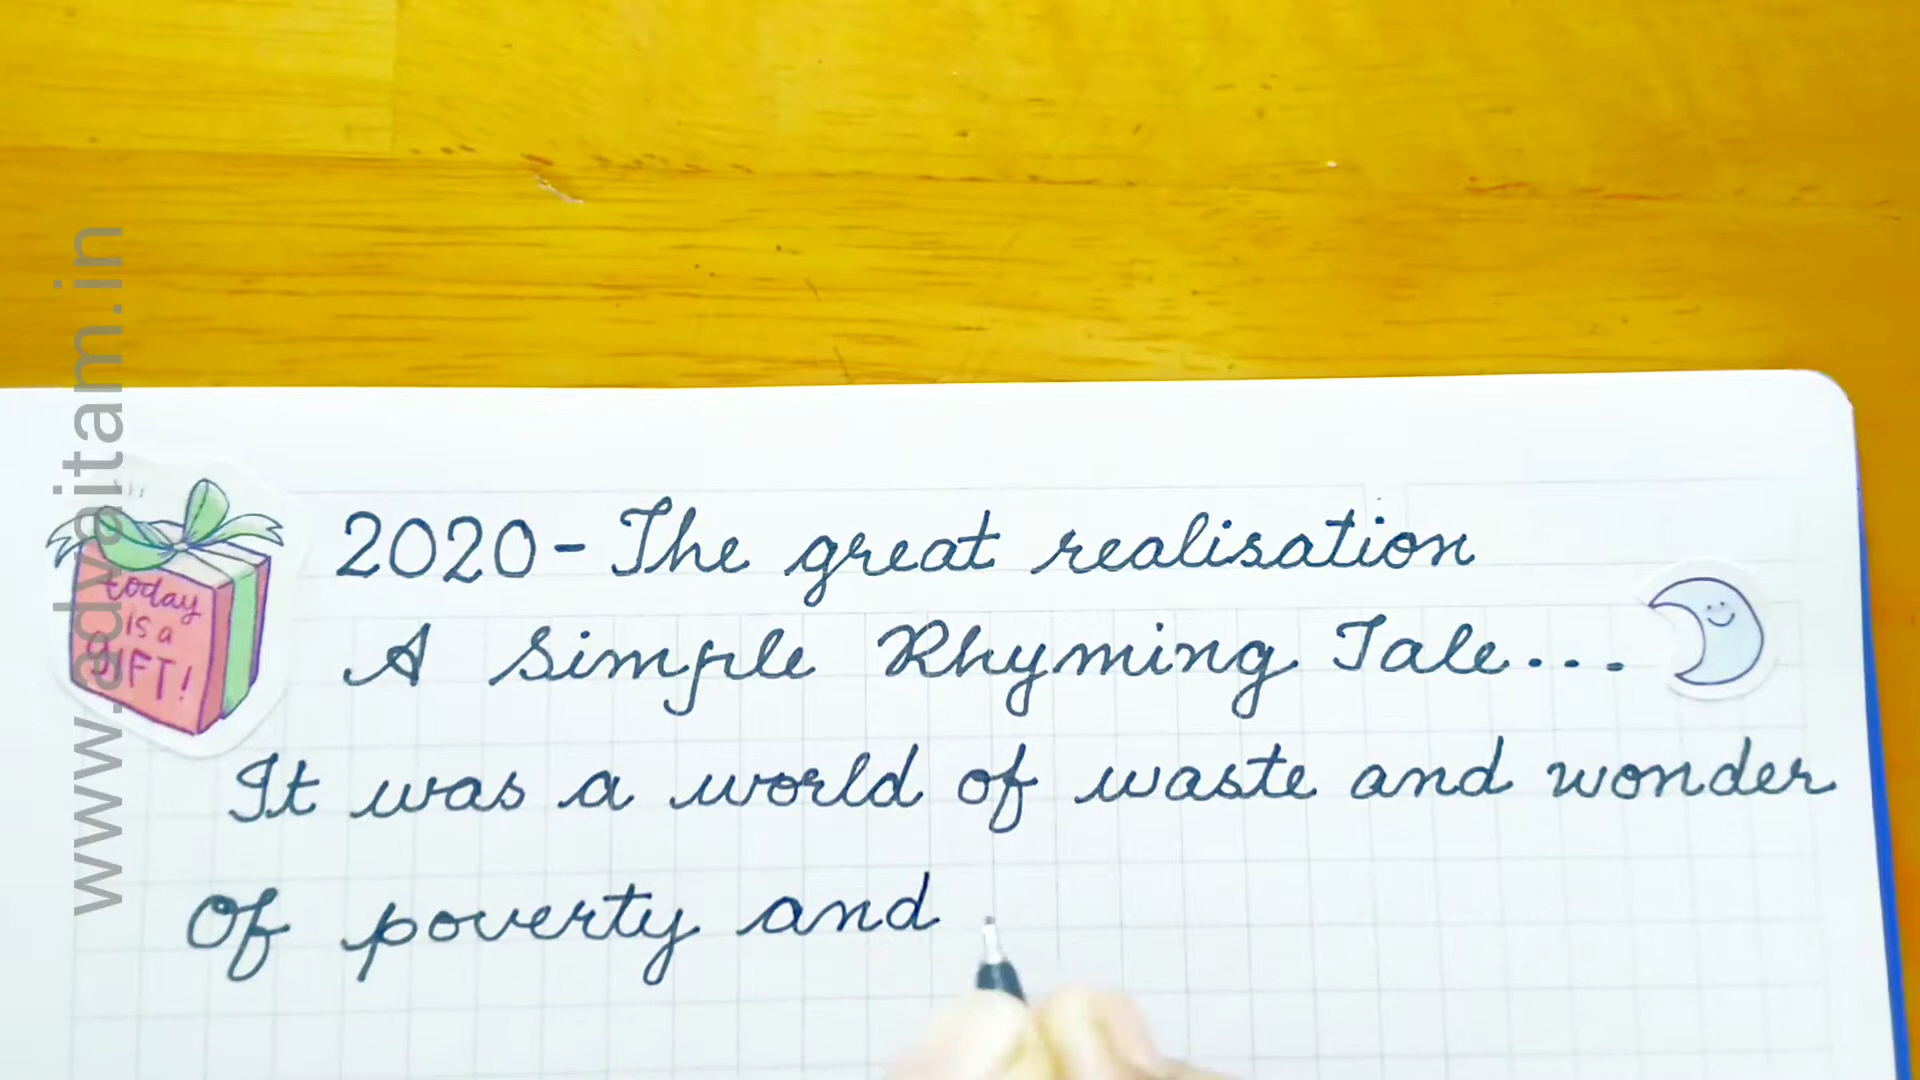 www.advaitam.in
today
is a
GIFT!
2020-The great realisation
A Simple Rhyming Tale...
It was a world of waste and wonder
Of poverty and